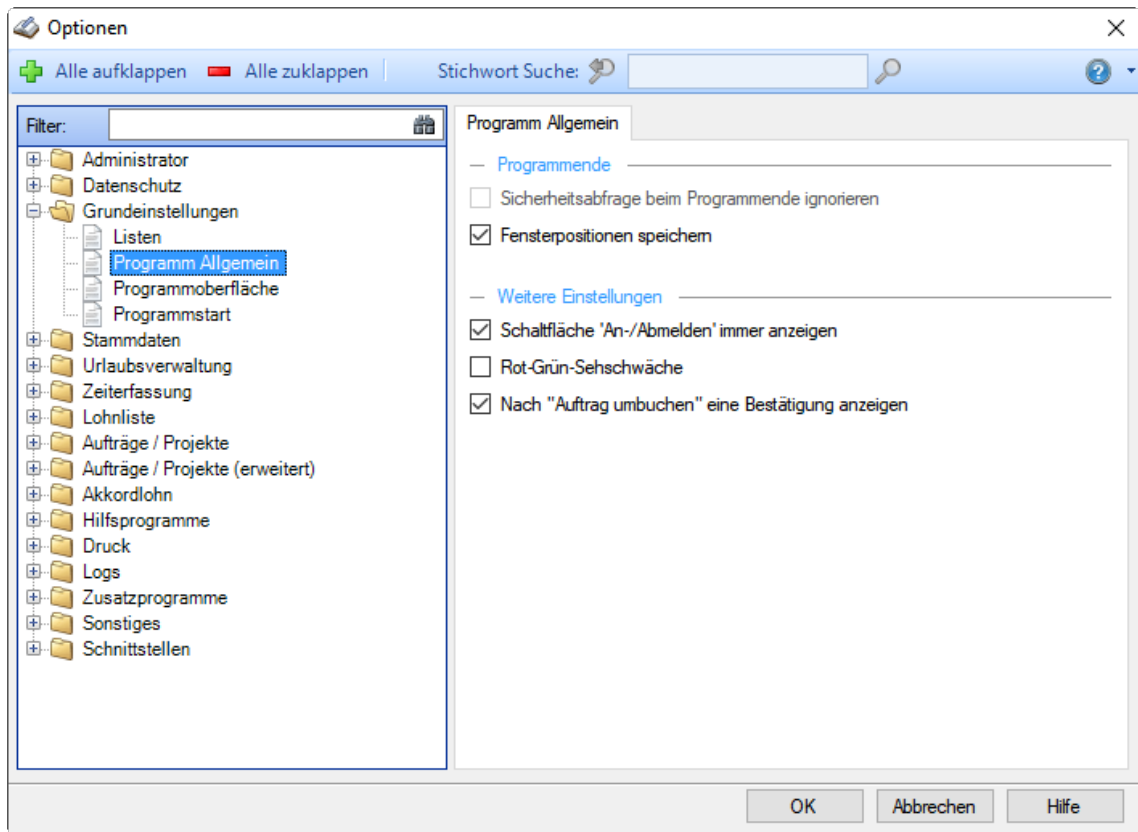 Optionen
Alle aufklappen Alle zuklappen Stichwort Suche:
Filter:
Administrator
Datenschutz
Grundeinstellungen
Listen
Programm Allgemein
Programmoberfläche
Programmstart
Stammdaten
Urlaubsverwaltung
Zeiterfassung
Lohnliste
Aufträge / Projekte
Aufträge / Projekte (erweitert)
Akkordlohn
Hilfsprogramme
Druck
Logs
Zusatzprogramme
Sonstiges
Schnittstellen
Programm Allgemein
Programmende
Sicherheitsabfrage beim Programmende ignorieren
Fensterpositionen speichern
Weitere Einstellungen
Schaltfläche 'An-/Abmelden' immer anzeigen
Rot-Grün-Sehschwäche
Nach "Auftrag umbuchen" eine Bestätigung anzeigen
OK Abbrechen Hilfe